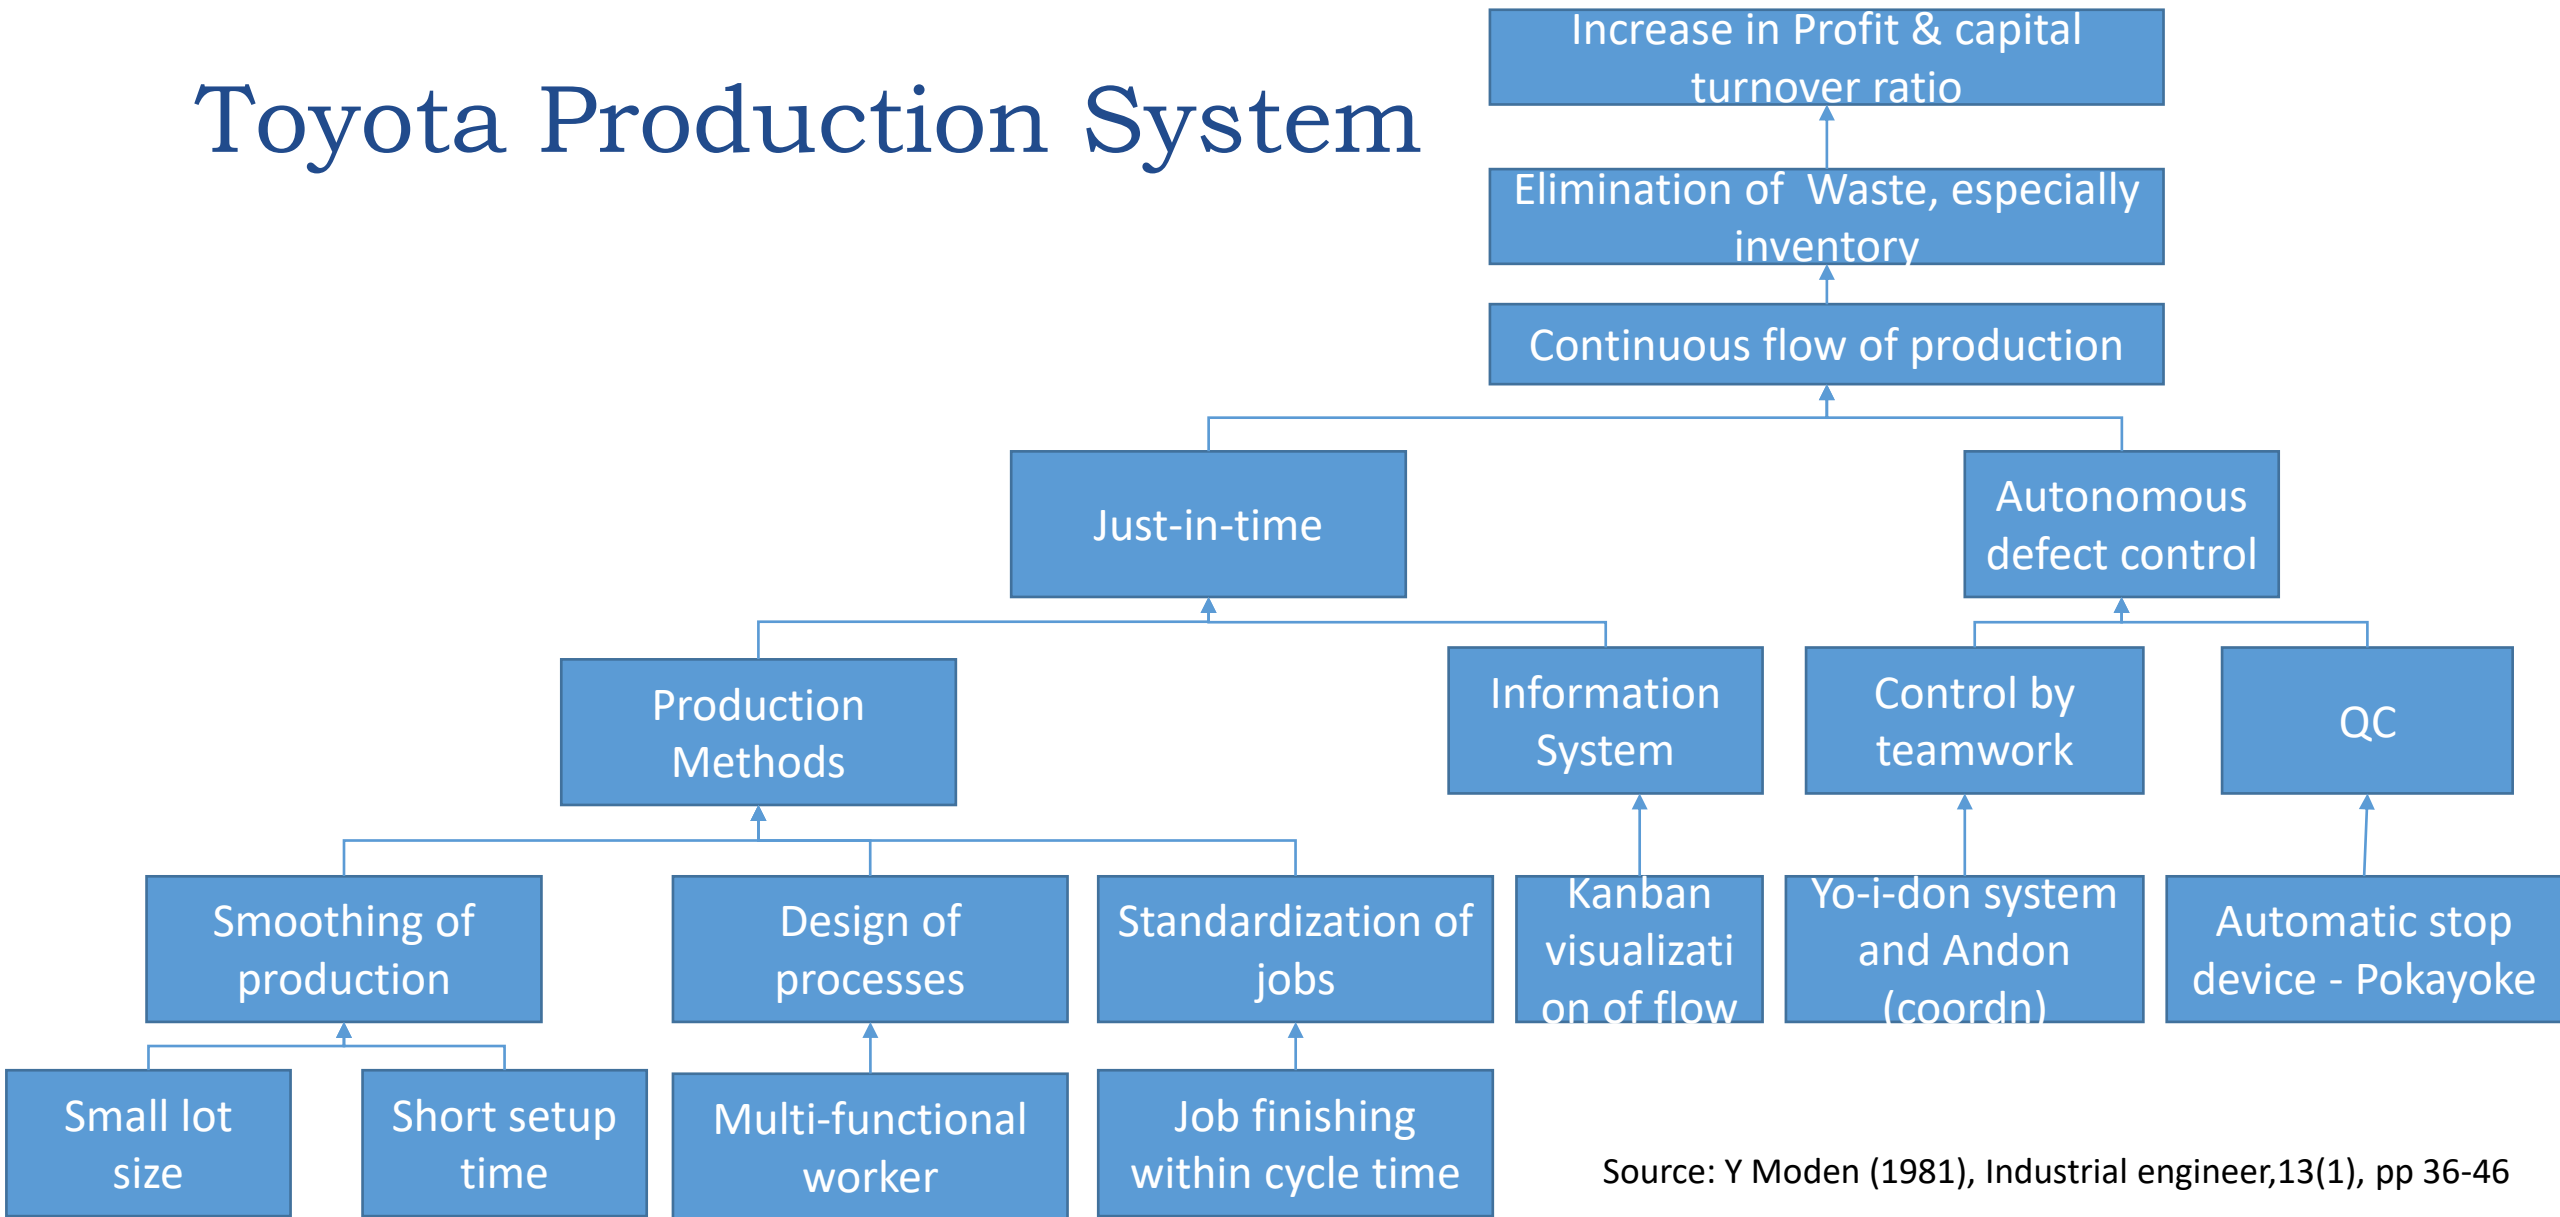 Toyota Production System
Increase in Profit & capital
turnover ratio
Elimination of  Waste, especially
inventory
Continuous flow of production
Just-in-time
Autonomous
defect control
Production
Methods
Information
System
Control by
teamwork
QC
Smoothing of
production
Design of
processes
Standardization of
jobs
Kanban
visualizati
on of flow
Yo-i-don system
and Andon
(coordn)
Automatic stop
device - Pokayoke
Small lot
size
Short setup
time
Multi-functional
worker
Job finishing
within cycle time
Source: Y Moden (1981), Industrial engineer,13(1), pp 36-46